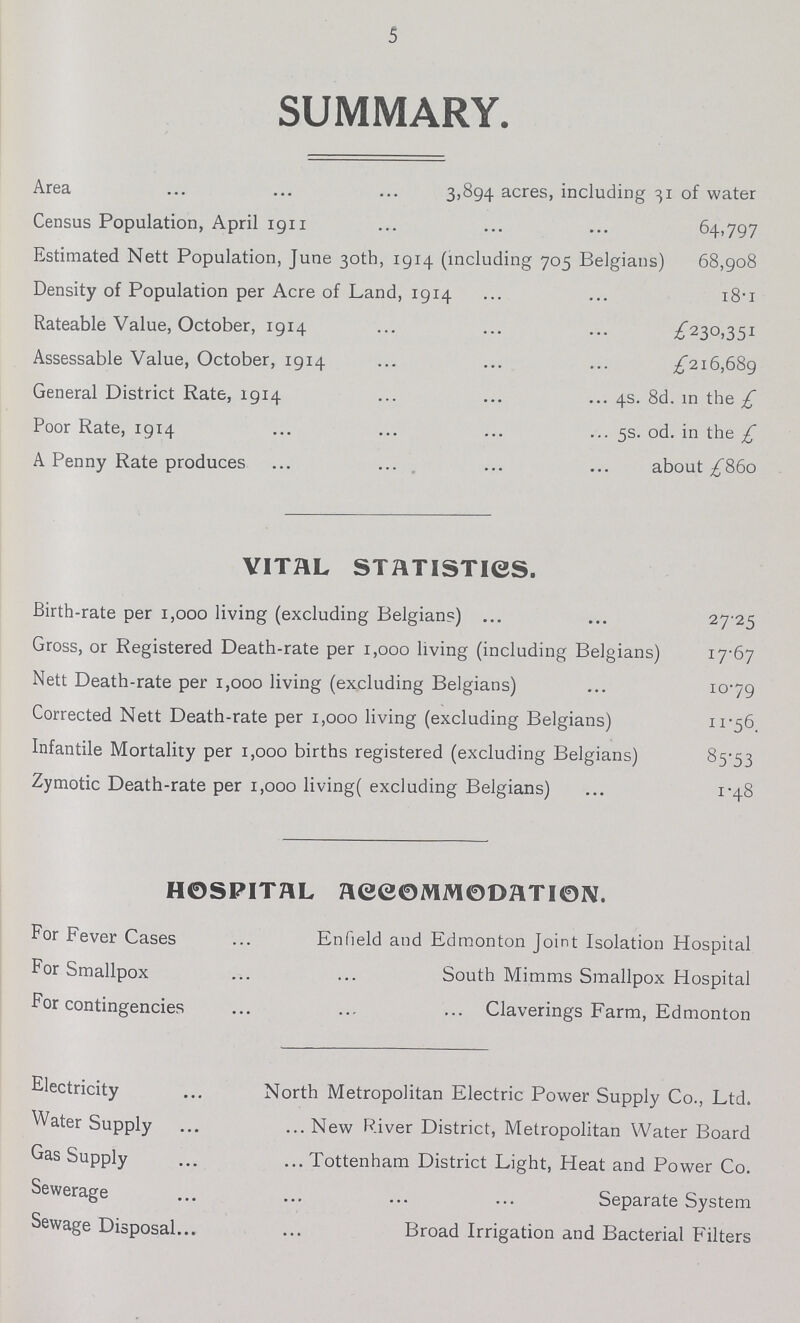 5
SUMMARY.
Area ... ... ... 3,894 acres, including 31 of water
Census Population, April 1911 ... ... ... 64,797
Estimated Nett Population, June 30th, 1914 (including 705 Belgians) 68,908
Density of Population per Acre of Land, 1914 ... ... 18·1
Rateable Value, October, 1914 ... ... ... £230,351
Assessable Value, October, 1914 ... ... ... £216,689
General District Rate, 1914 ... ... ... 4s. 8d. in the £
Poor Rate, 1914 ... ... ... ... 5s. od. in the £
A Penny Rate produces ... ... ... ... about £860
VITAL STATISTICS.
Birth-rate per 1,000 living (excluding Belgians) ... ... 27·25
Gross, or Registered Death-rate per 1,000 living (including Belgians) 17·67
Nett Death-rate per 1,000 living (excluding Belgians) ... 10·79
Corrected Nett Death-rate per 1,000 living (excluding Belgians) 11·56.
Infantile Mortality per 1,000 births registered (excluding Belgians) 85·53
Zymotic Death-rate per 1,000 living( excluding Belgians) ... 1·48
HOSPITAL ACCOMMODATION.
For Fever Cases ... Enfield and Edmonton Joint Isolation Hospital
For Smallpox ... ... South Mimms Smallpox Hospital
For contingencies ... ... ... Claverings Farm, Edmonton
Electricity ... North Metropolitan Electric Power Supply Co., Ltd.
Water Supply ... ... New River District, Metropolitan Water Board
Gas Supply ... ... Tottenham District Light, Heat and Power Co.
Sewerage ... ... ... ... Separate System
Sewage Disposal... ... Broad Irrigation and Bacterial Filters